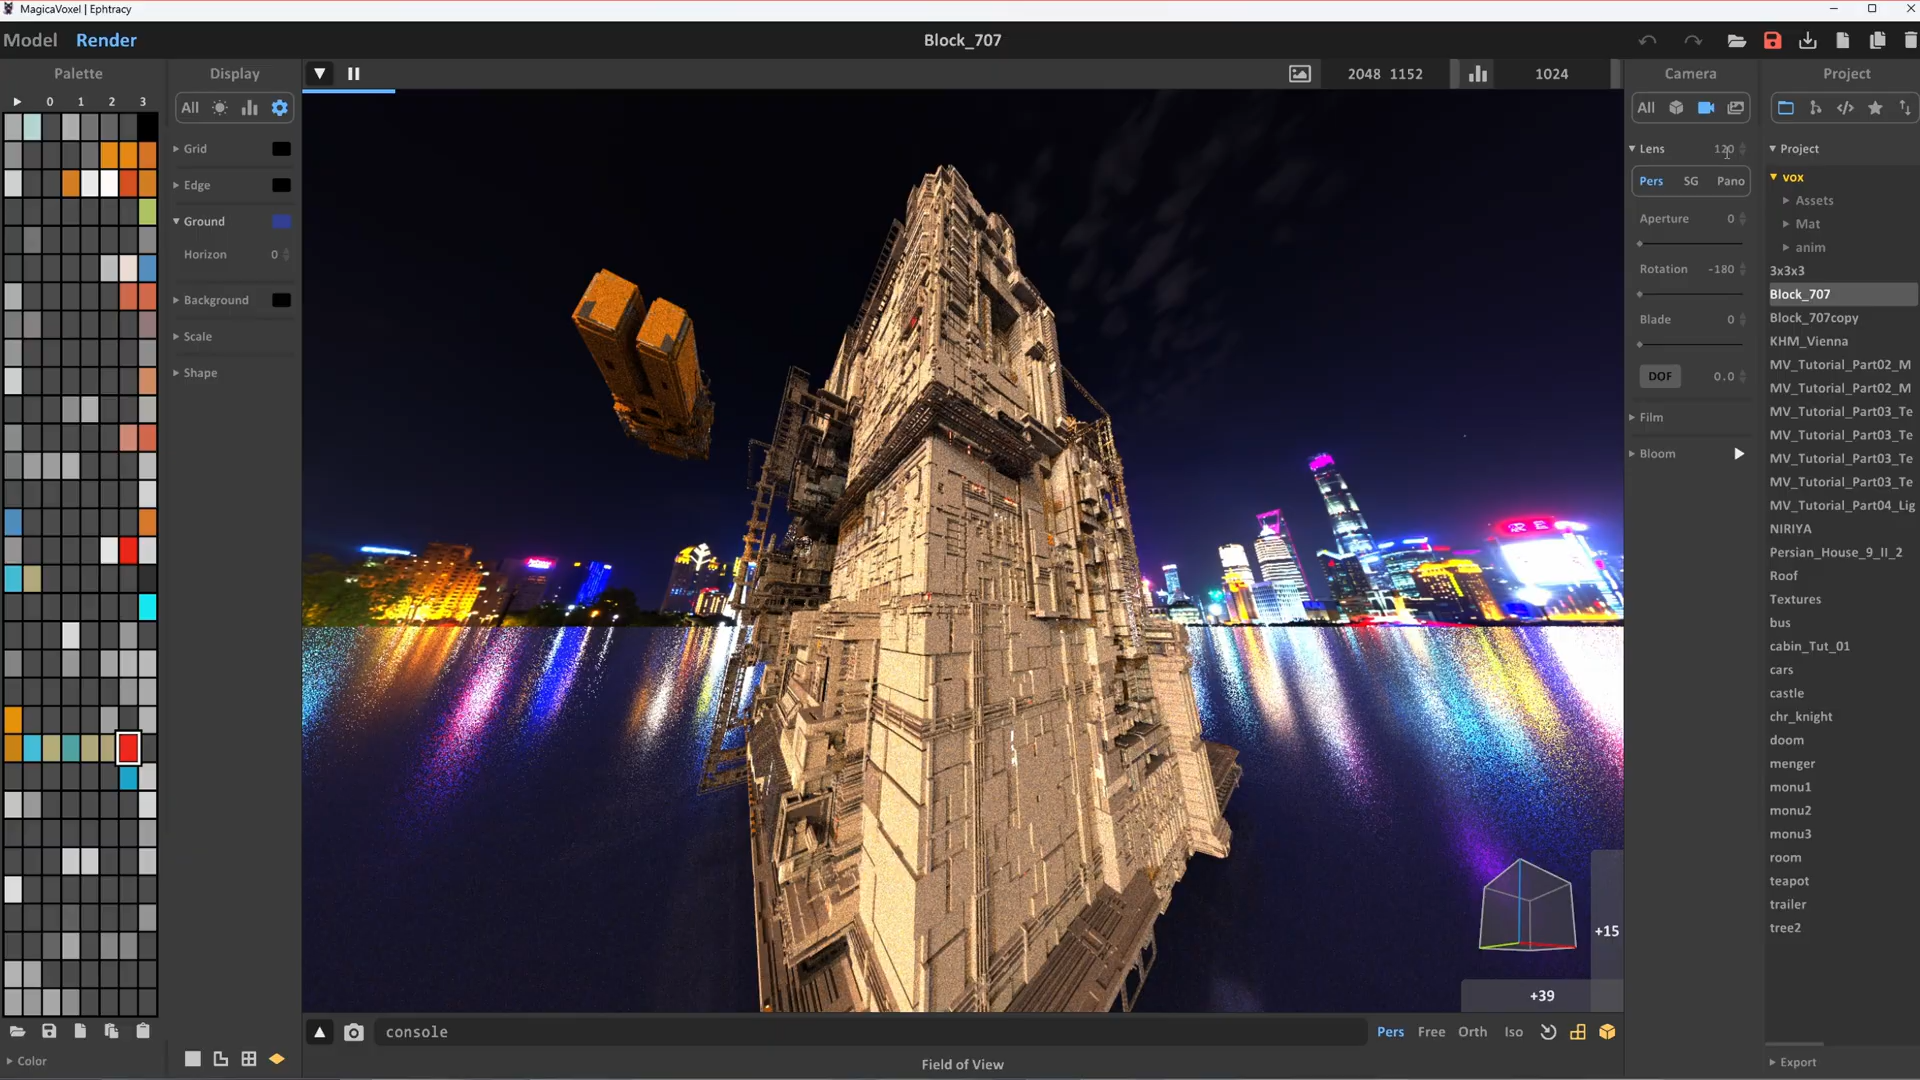 MagicaVoxel | Ephtracy
Model Render
Block_707
Palette
Display
2048 1152
1024
Camera
Project
0 1 2 3
All
All
Grid
Edge
Ground
Horizon 0
Background
Scale
Shape
Lens 120
Pers SG Pano
Aperture 0
Rotation -180
Blade 0
DOF 0.0
Film
Bloom
Project
vox
Assets
Mat
anim
3x3x3
Block_707
Block_707copy
KHM_Vienna
MV_Tutorial_Part02_M
MV_Tutorial_Part02_M
MV_Tutorial_Part03_Te
MV_Tutorial_Part03_Te
MV_Tutorial_Part03_Te
MV_Tutorial_Part03_Te
MV_Tutorial_Part04_Lig
NIRIYA
Persian_House_9_II_2
Roof
Textures
bus
cabin_Tut_01
cars
castle
chr_knight
doom
menger
monu1
monu2
monu3
room
teapot
trailer
tree2
+15
+39
console
Pers Free Orth Iso
Color
Field of View
Export